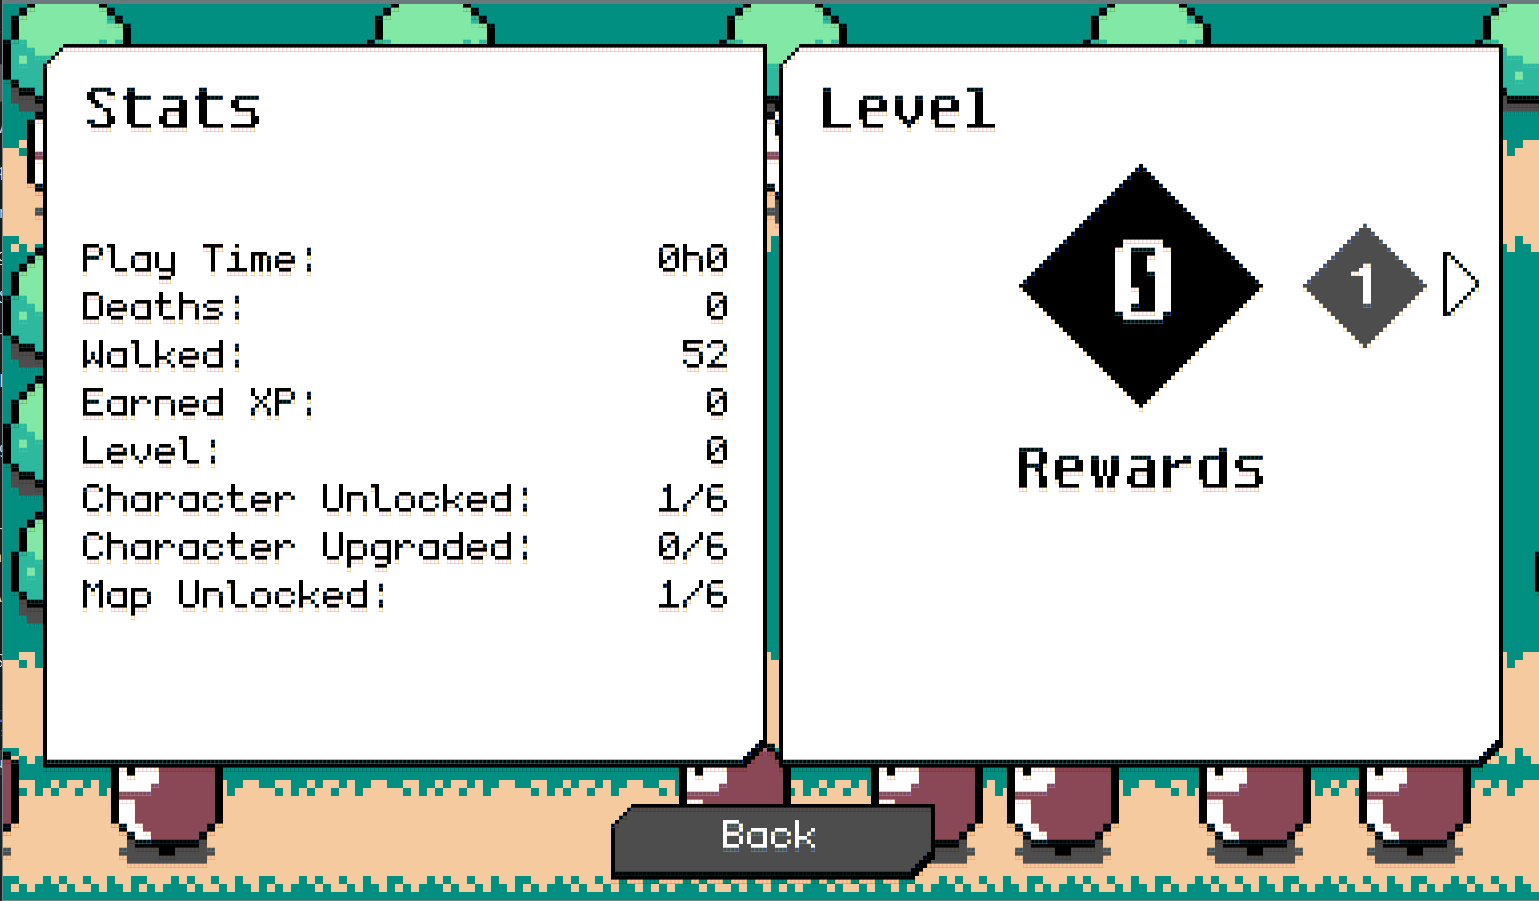 Stats
Play Time: 0h0
Deaths: 0
Walked: 52
Earned XP: 0
Level: 0
Character Unlocked: 1/6
Character Upgraded: 0/6
Map Unlocked: 1/6
Level
0 1
Rewards
Back